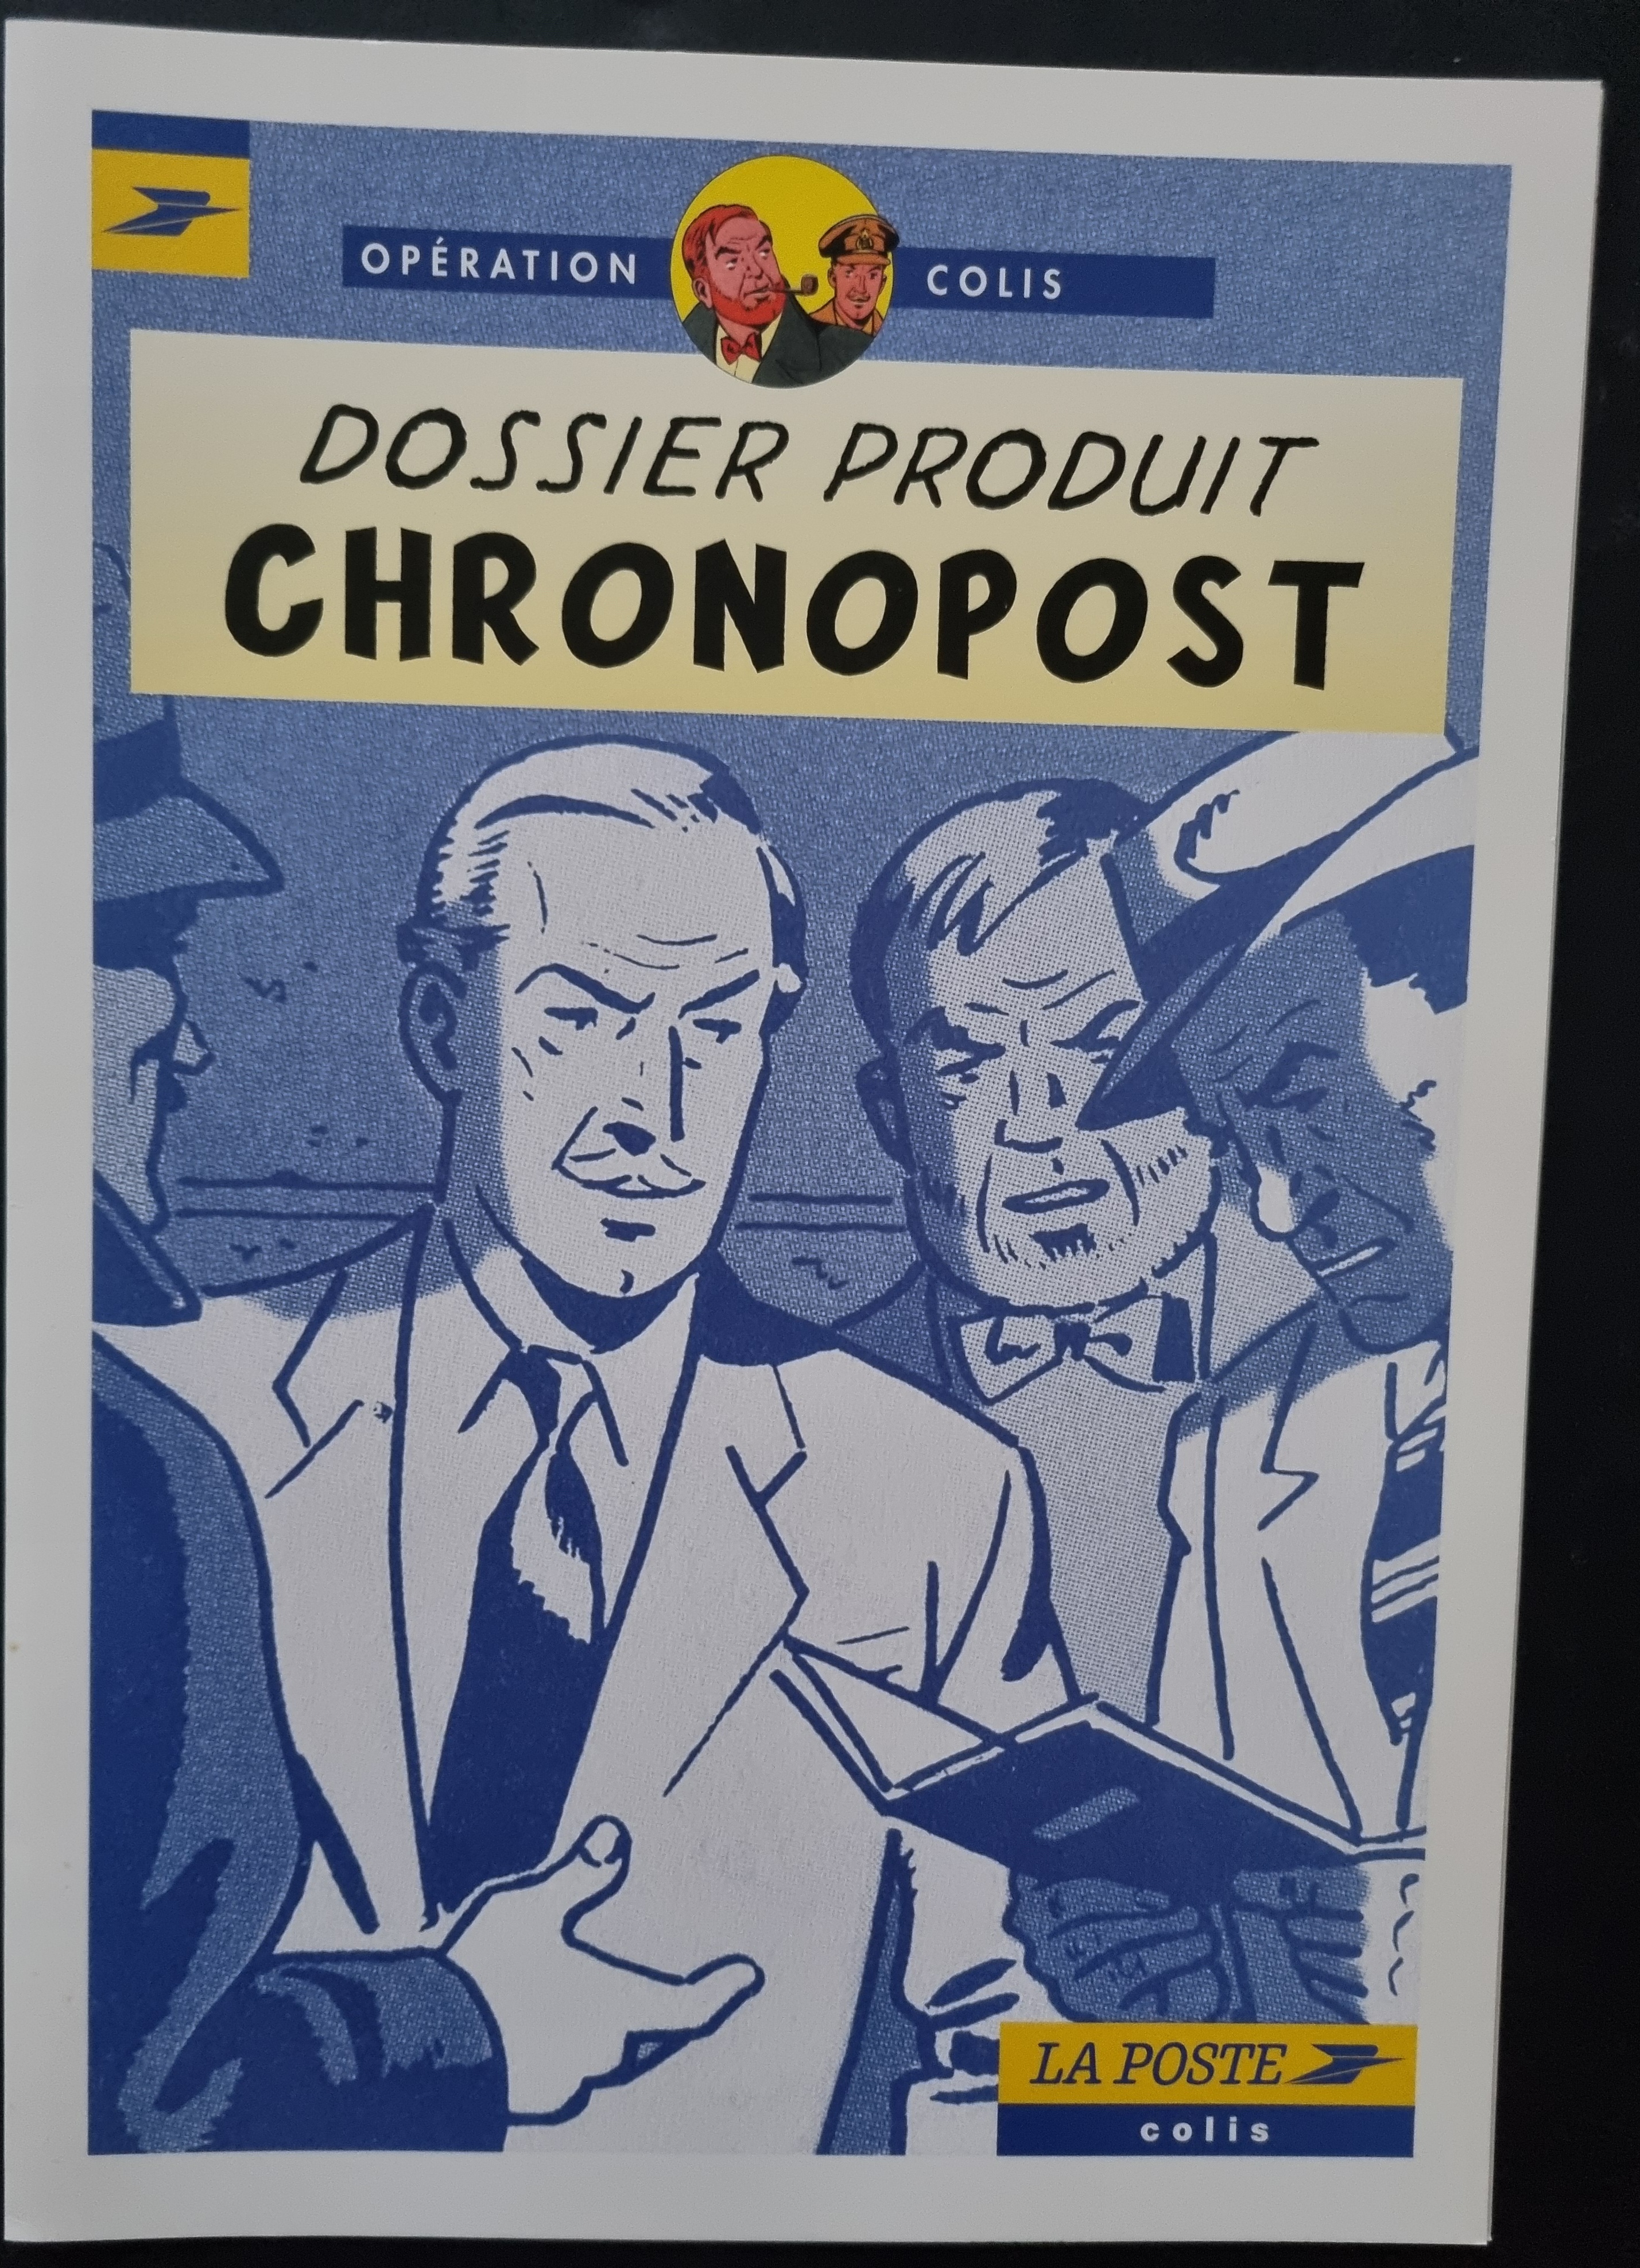 OPÉRATION COLIS
DOSSIER PRODUIT
CHRONOPOST
LA POSTE
colis